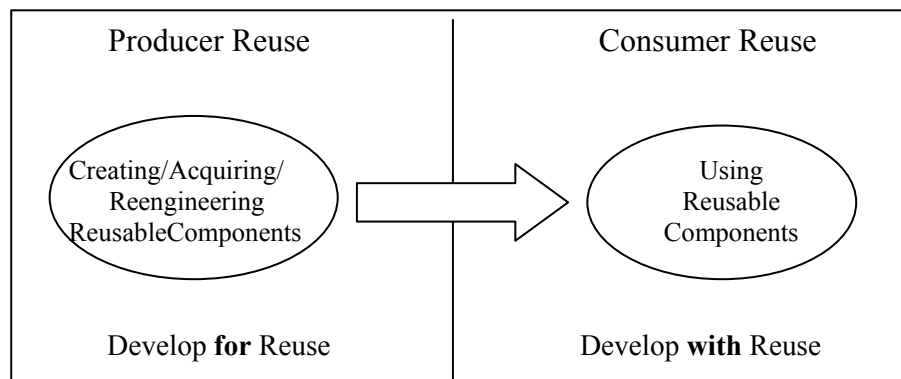 Producer Reuse
Creating/Acquiring/
Reengineering
ReusableComponents
Develop for Reuse
Consumer Reuse
Using
Reusable
Components
Develop with Reuse